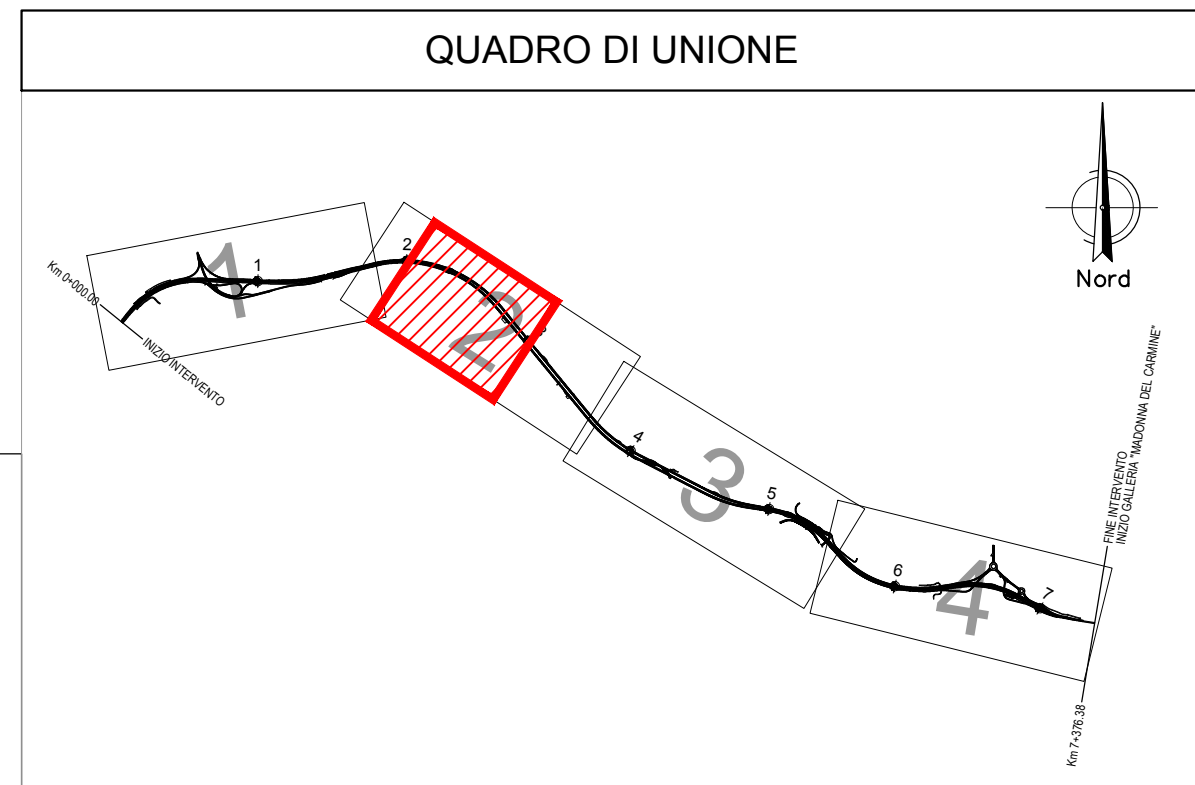 QUADRO DI UNIONE
Nord
1
1
2
2
Km 0+000.00
INIZIO INTERVENTO
4
3
5
6
4
7
FINE INTERVENTO
INIZIO GALLERIA "MADONNA DEL CARMINE"
Km 7+376.38